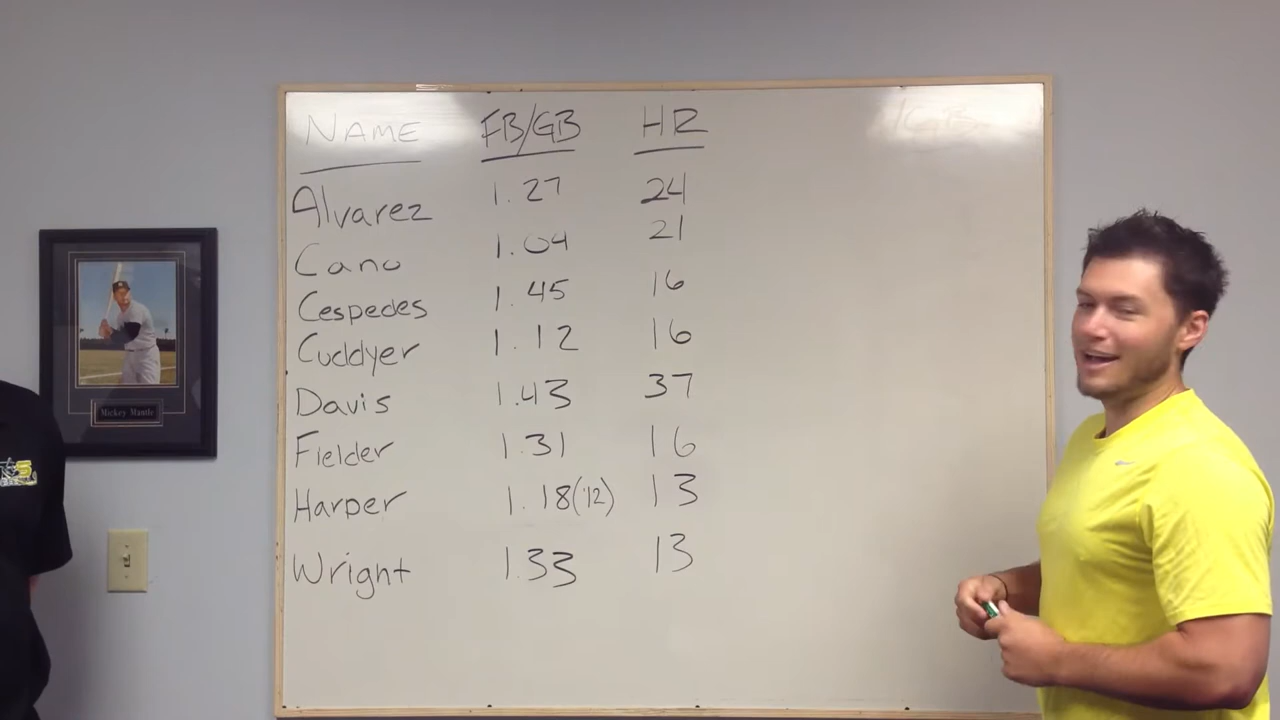 NAME FB/GB HR
Alvarez 1.27 24
Cano 1.04 21
Cespedes 1.45 16
Cuddyer 1.12 16
Davis 1.43 37
Fielder 1.31 16
Harper 1.18('12) 13
Wright 1.33 13
Mickey Mantle